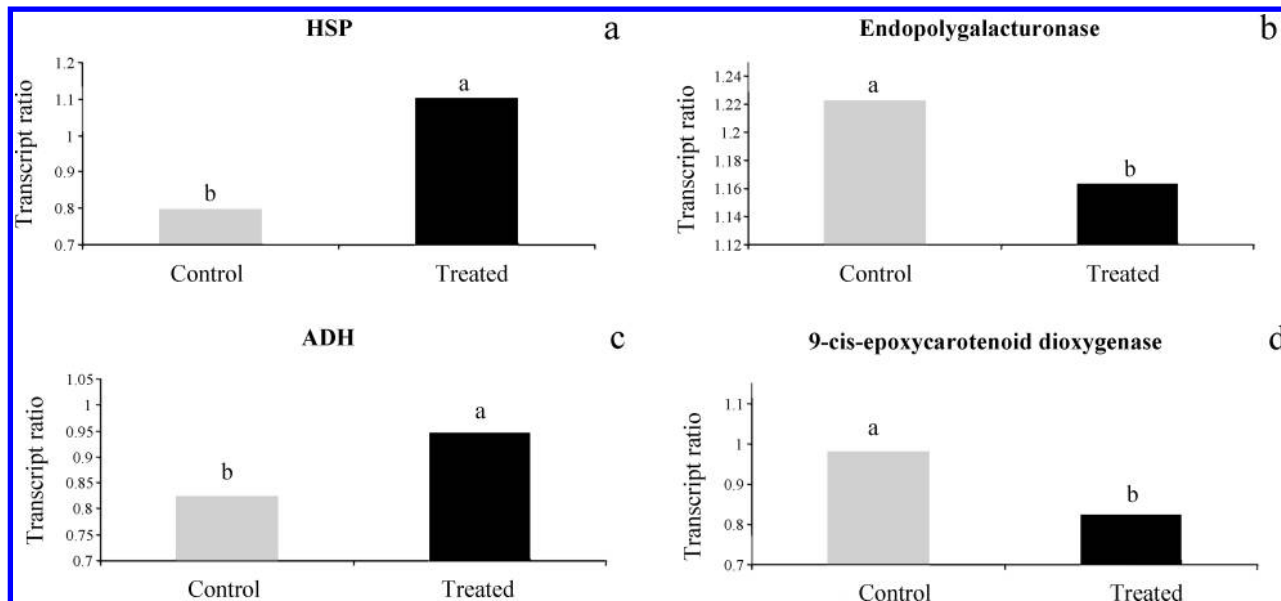 HSP
a
Transcript ratio
1.2
1.1
1
0.9
0.8
0.7
a
b
Control
Treated
Endopolygalacturonase
b
Transcript ratio
1.24
1.22
1.2
1.18
1.16
1.14
1.12
a
b
Control
Treated
ADH
c
Transcript ratio
1.05
1
0.95
0.9
0.85
0.8
0.75
0.7
a
b
Control
Treated
9-cis-epoxycarotenoid dioxygenase
d
Transcript ratio
1.1
1
0.9
0.8
0.7
a
b
Control
Treated